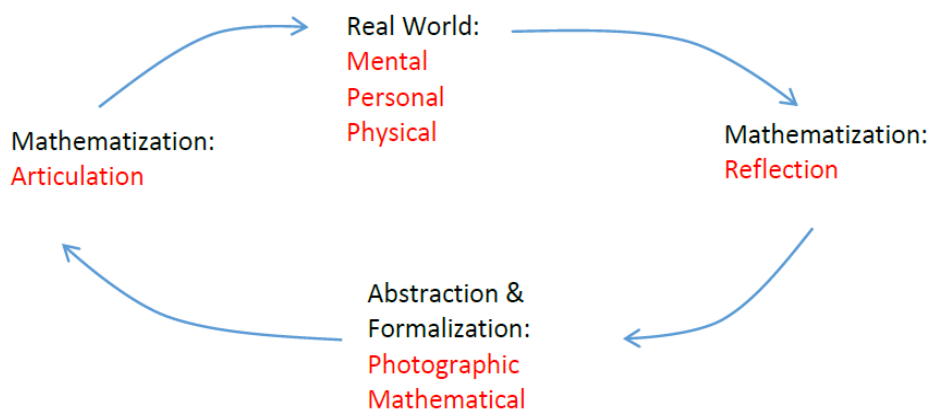 Real World:
Mental
Personal
Physical
Mathematization:
Reflection
Abstraction &
Formalization:
Photographic
Mathematical
Mathematization:
Articulation